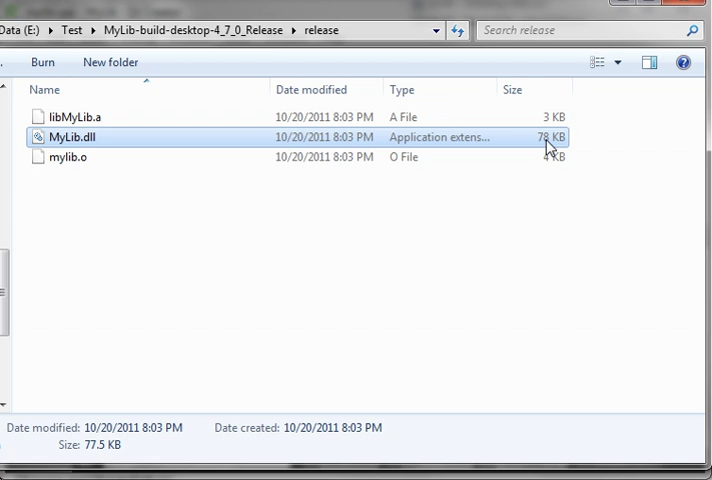 Data (E:) ▸ Test ▸ MyLib-build-desktop-4_7_0_Release ▸ release
Search release
Burn New folder
Name Date modified Type Size
libMyLib.a 10/20/2011 8:03 PM A File 3 KB
MyLib.dll 10/20/2011 8:03 PM Application extens... 78 KB
mylib.o 10/20/2011 8:03 PM O File 4 KB
Date modified: 10/20/2011 8:03 PM Date created: 10/20/2011 8:03 PM
Size: 77.5 KB